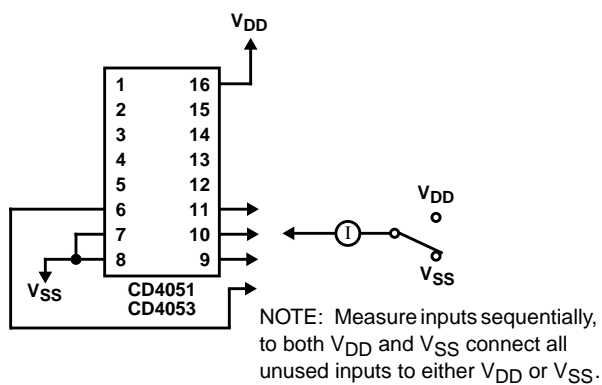 VDD
1 16
2 15
3 14
4 13
5 12
6 11
7 10
8 9
VSS
CD4051
CD4053
I
VDD
VSS
NOTE: Measure inputs sequentially,
to both VDD and VSS connect all
unused inputs to either VDD or VSS.